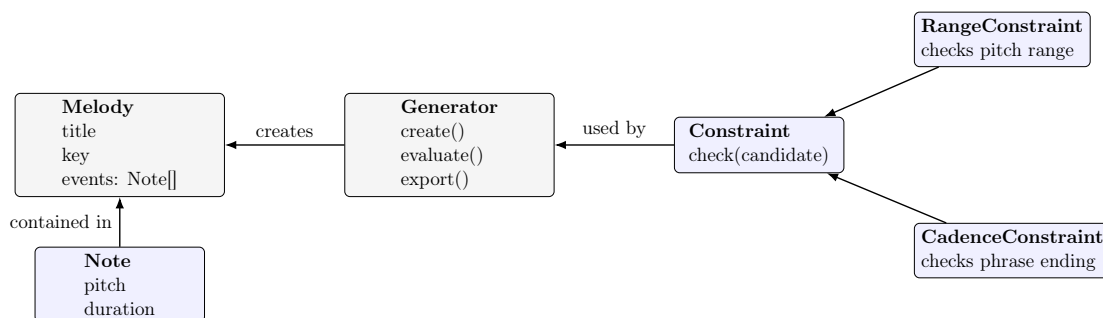 RangeConstraint
checks pitch range
Melody
title
key
events: Note[]
creates
Generator
create()
evaluate()
export()
used by
Constraint
check(candidate)
contained in
Note
pitch
duration
CadenceConstraint
checks phrase ending